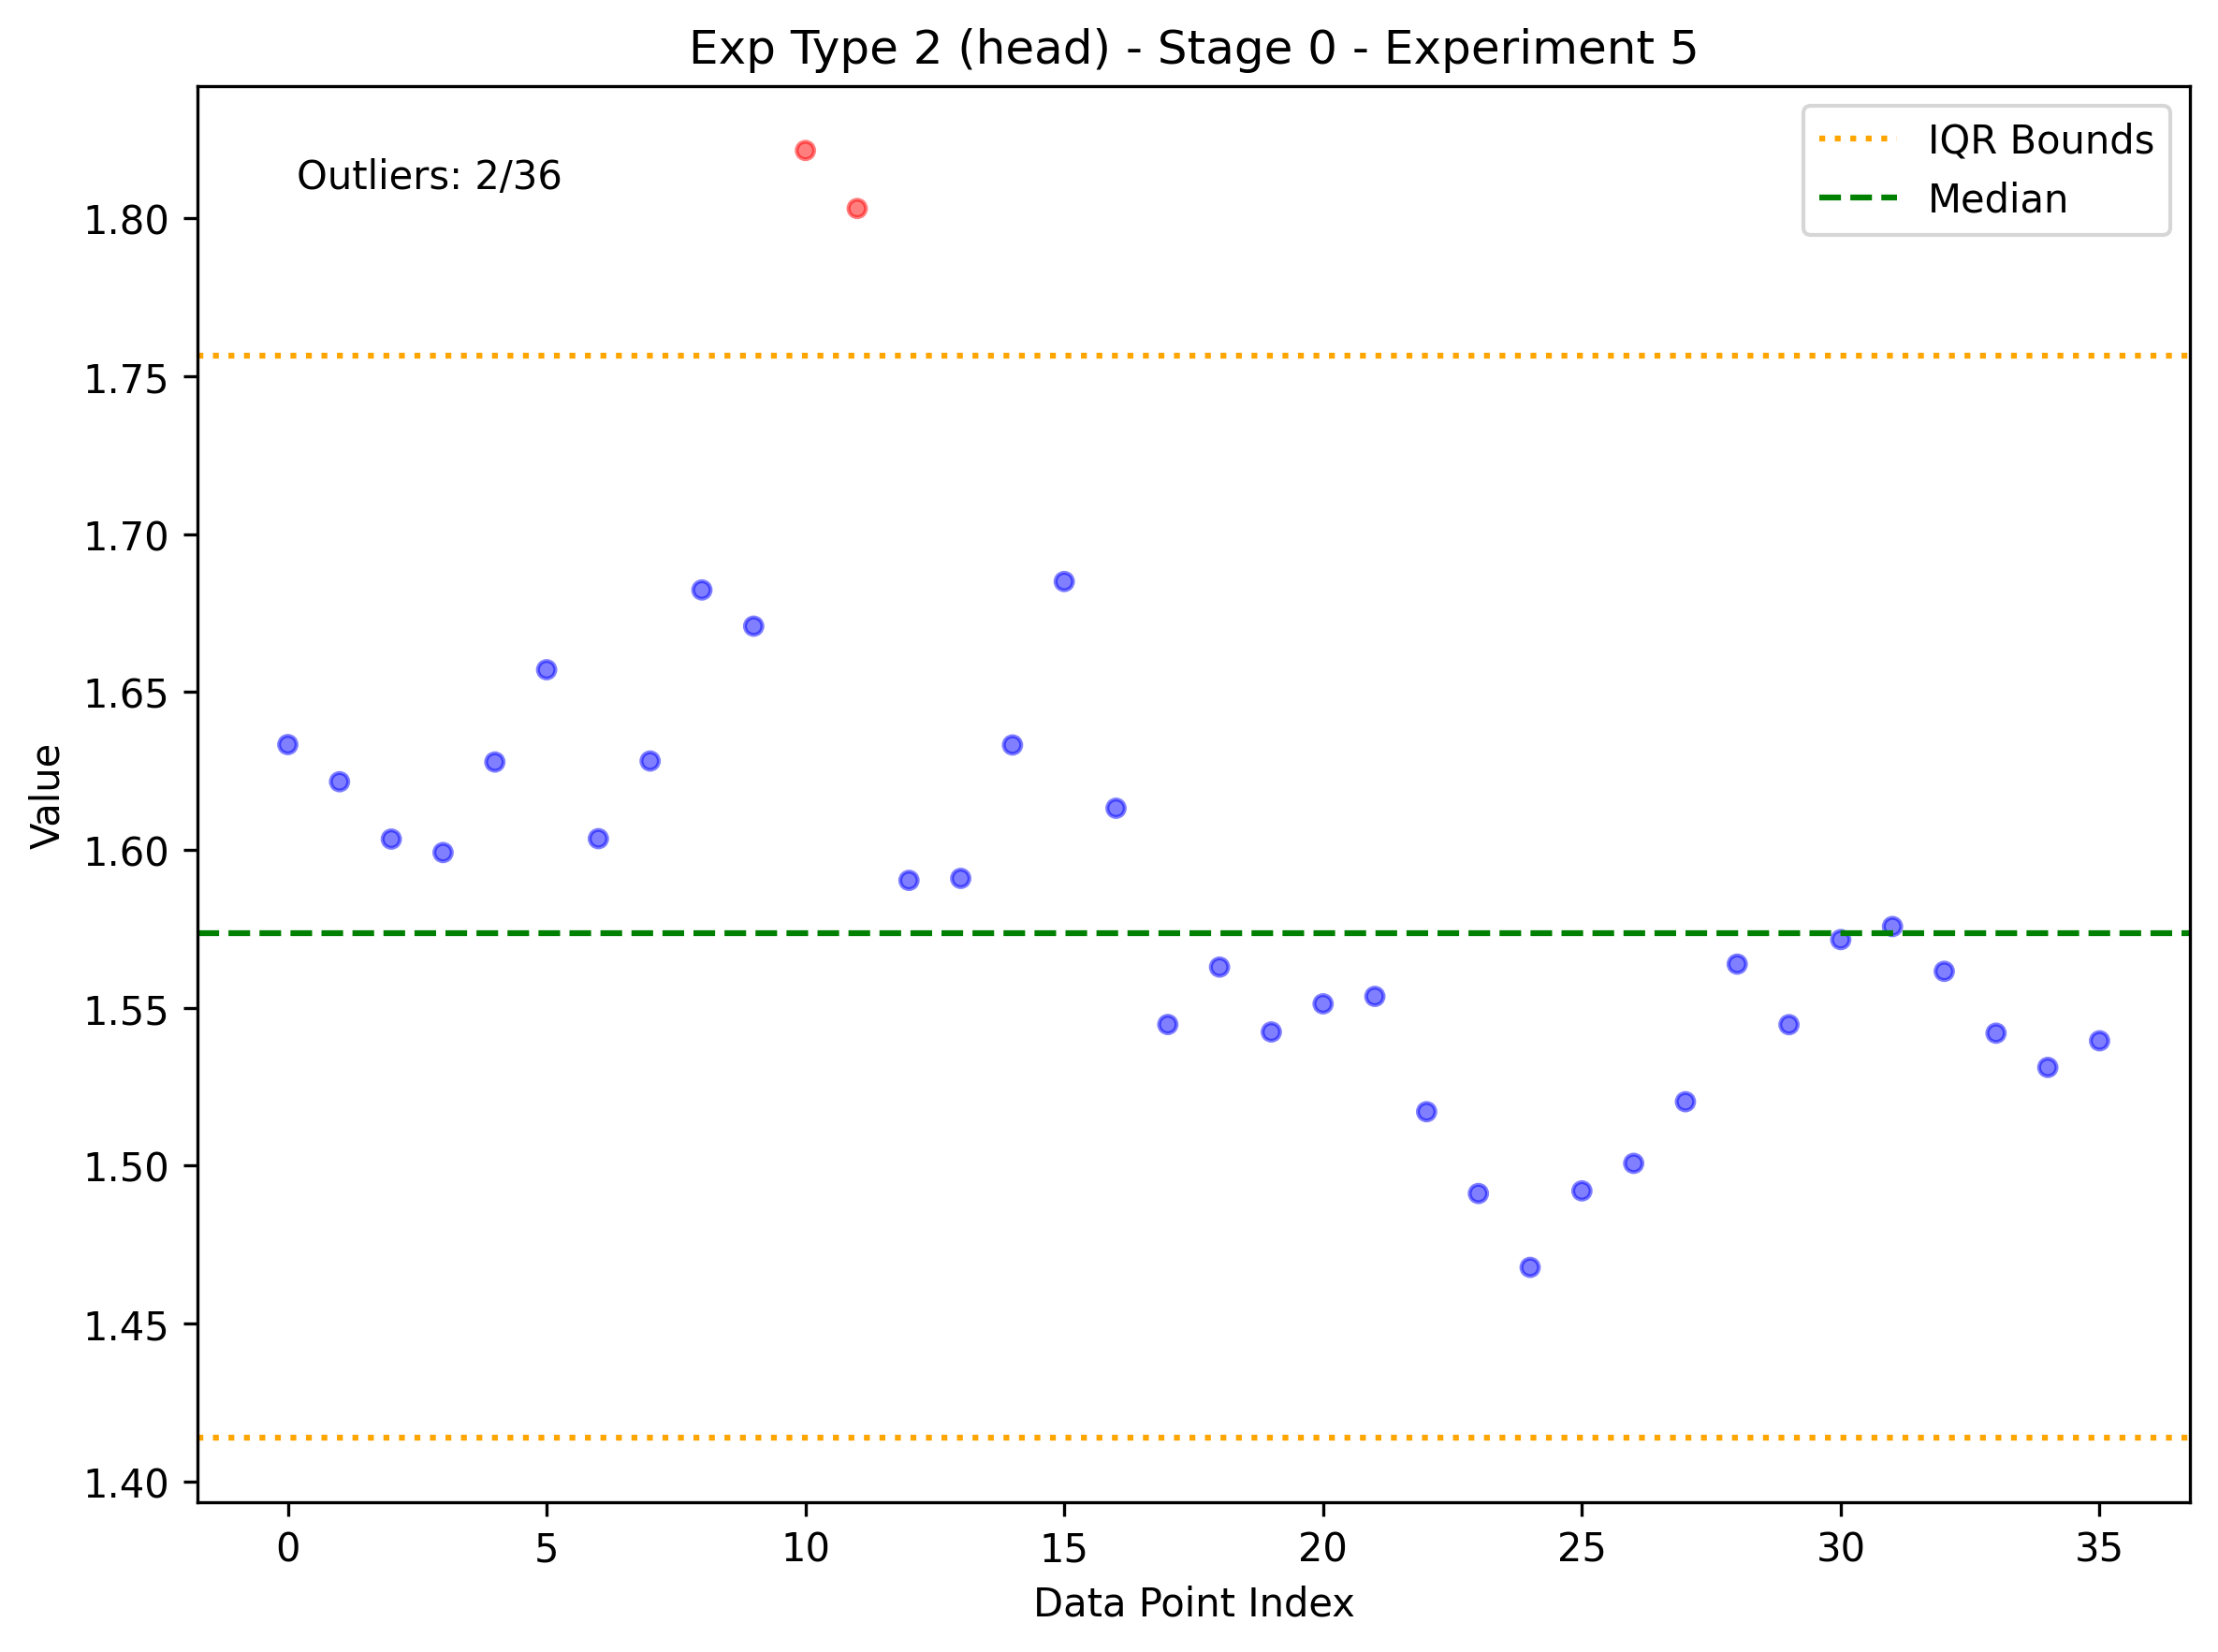 Exp Type 2 (head) - Stage 0 - Experiment 5
Outliers: 2/36
IQR Bounds
Median
1.80
1.75
1.70
1.65
1.60
1.55
1.50
1.45
1.40
Value
0 5 10 15 20 25 30 35
Data Point Index